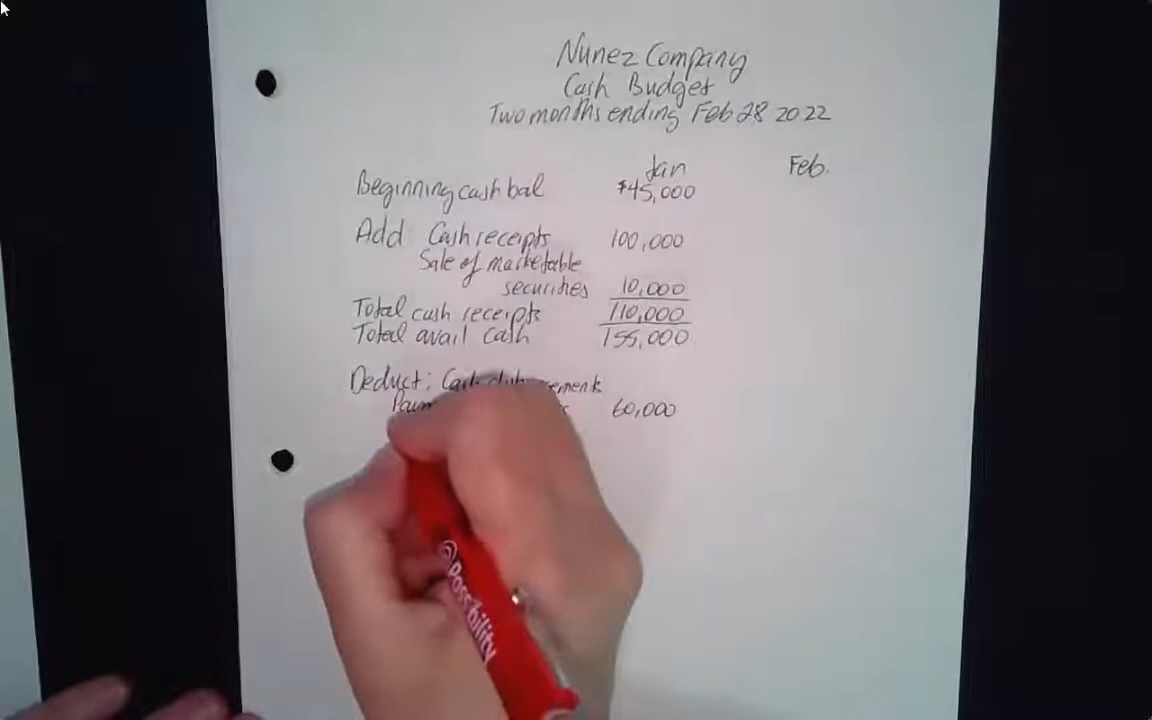 Nunez Company
Cash Budget
Two months ending Feb 28 2022
Jan Feb.
Beginning cash bal $45,000
Add Cash receipts 100,000
Sale of marketable
securities 10,000
Total cash receipts 110,000
Total avail cash 155,000
Deduct: Cash
60,000
Possibility